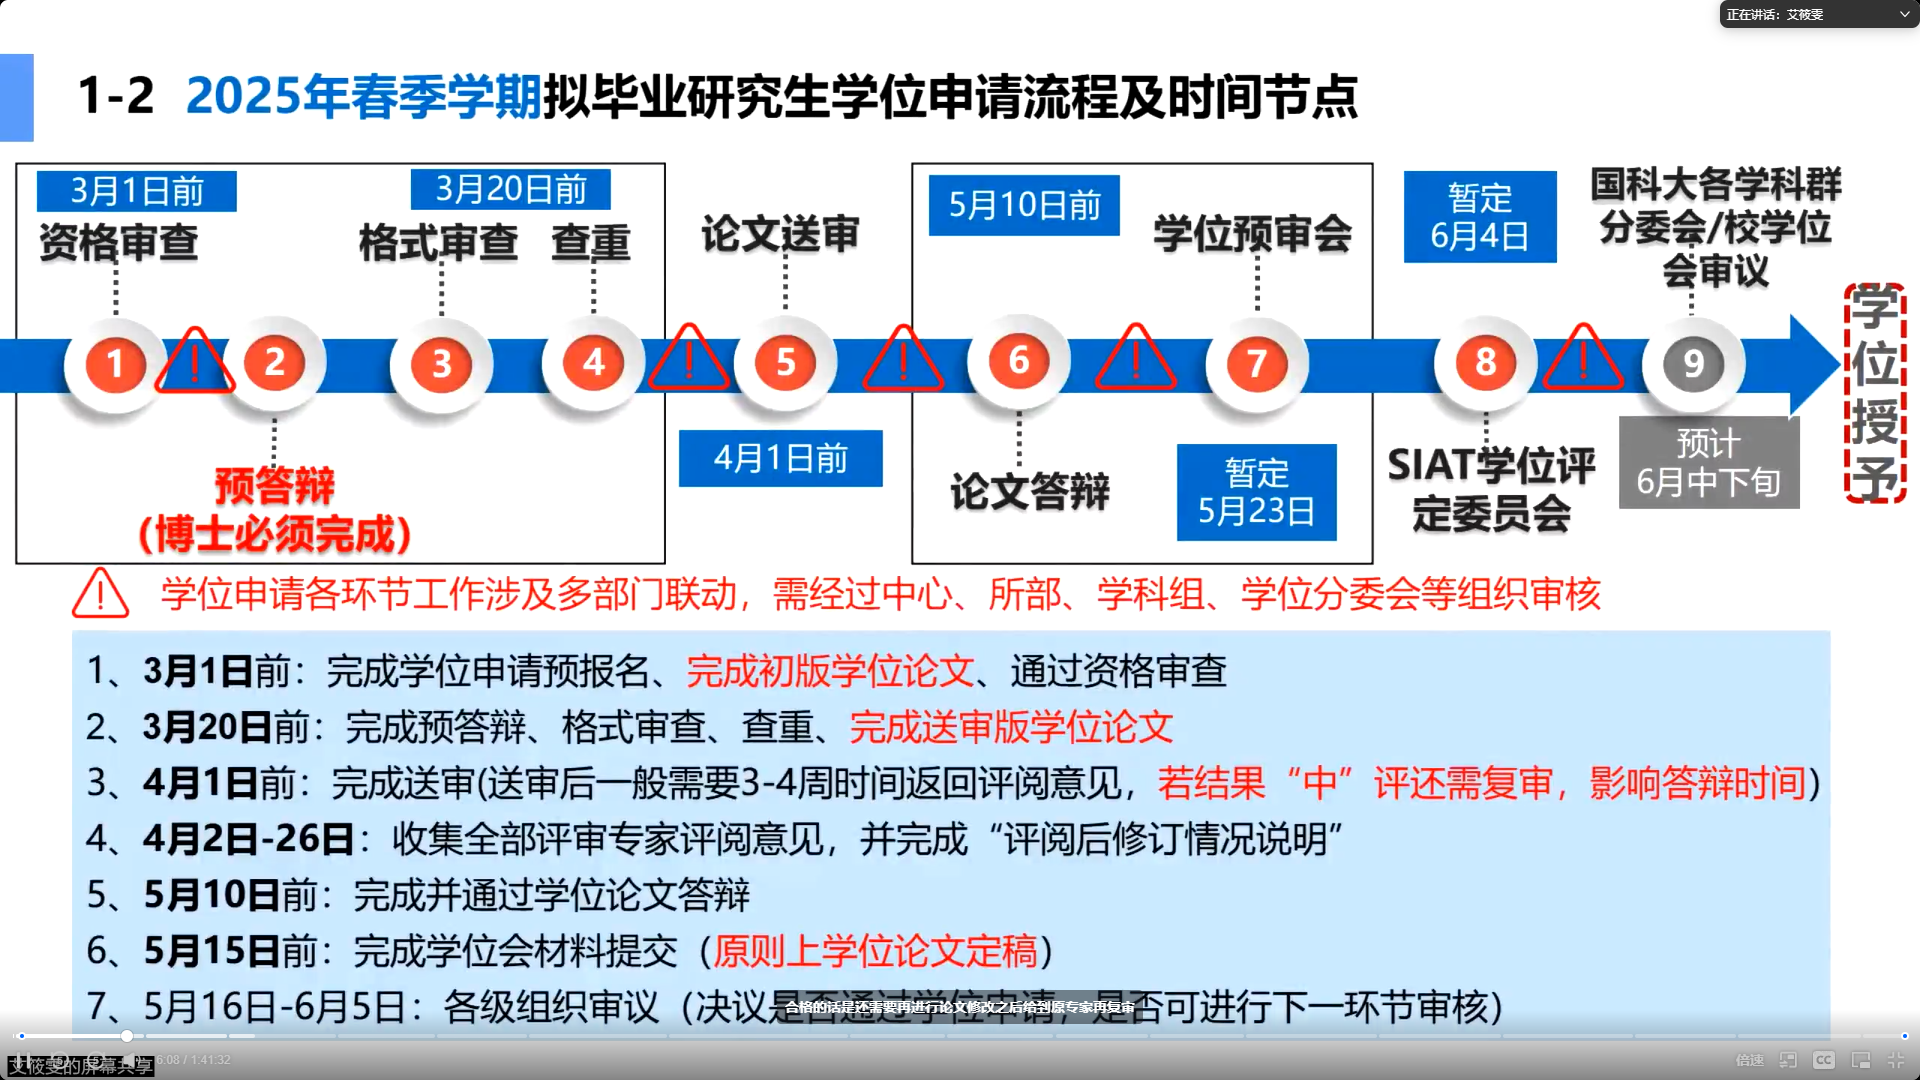 正在讲话：艾筱雯
1-2 2025年春季学期拟毕业研究生学位申请流程及时间节点
3月1日前
资格审查
3月20日前
格式审查 查重
论文送审
5月10日前
学位预审会
暂定
6月4日
国科大各学科群
分委会/校学位
会审议
1
2
3
4
5
6
7
8
9
学
位
授
予
预答辩
（博士必须完成）
4月1日前
论文答辩
暂定
5月23日
SIAT学位评
定委员会
预计
6月中下旬
学位申请各环节工作涉及多部门联动，需经过中心、所部、学科组、学位分委会等组织审核
1、3月1日前：完成学位申请预报名、完成初版学位论文、通过资格审查
2、3月20日前：完成预答辩、格式审查、查重、完成送审版学位论文
3、4月1日前：完成送审(送审后一般需要3-4周时间返回评阅意见，若结果“中”评还需复审，影响答辩时间)
4、4月2日-26日：收集全部评审专家评阅意见，并完成“评阅后修订情况说明”
5、5月10日前：完成并通过学位论文答辩
6、5月15日前：完成学位会材料提交（原则上学位论文定稿）
7、5月16日-6月5日：各级组织审议（决议是否通过学位申请，是否可进行下一环节审核）
合格的话是还需要再进行论文修改之后给到原专家再复审
6:08 / 1:41:32
艾筱雯的屏幕共享
倍速
CC